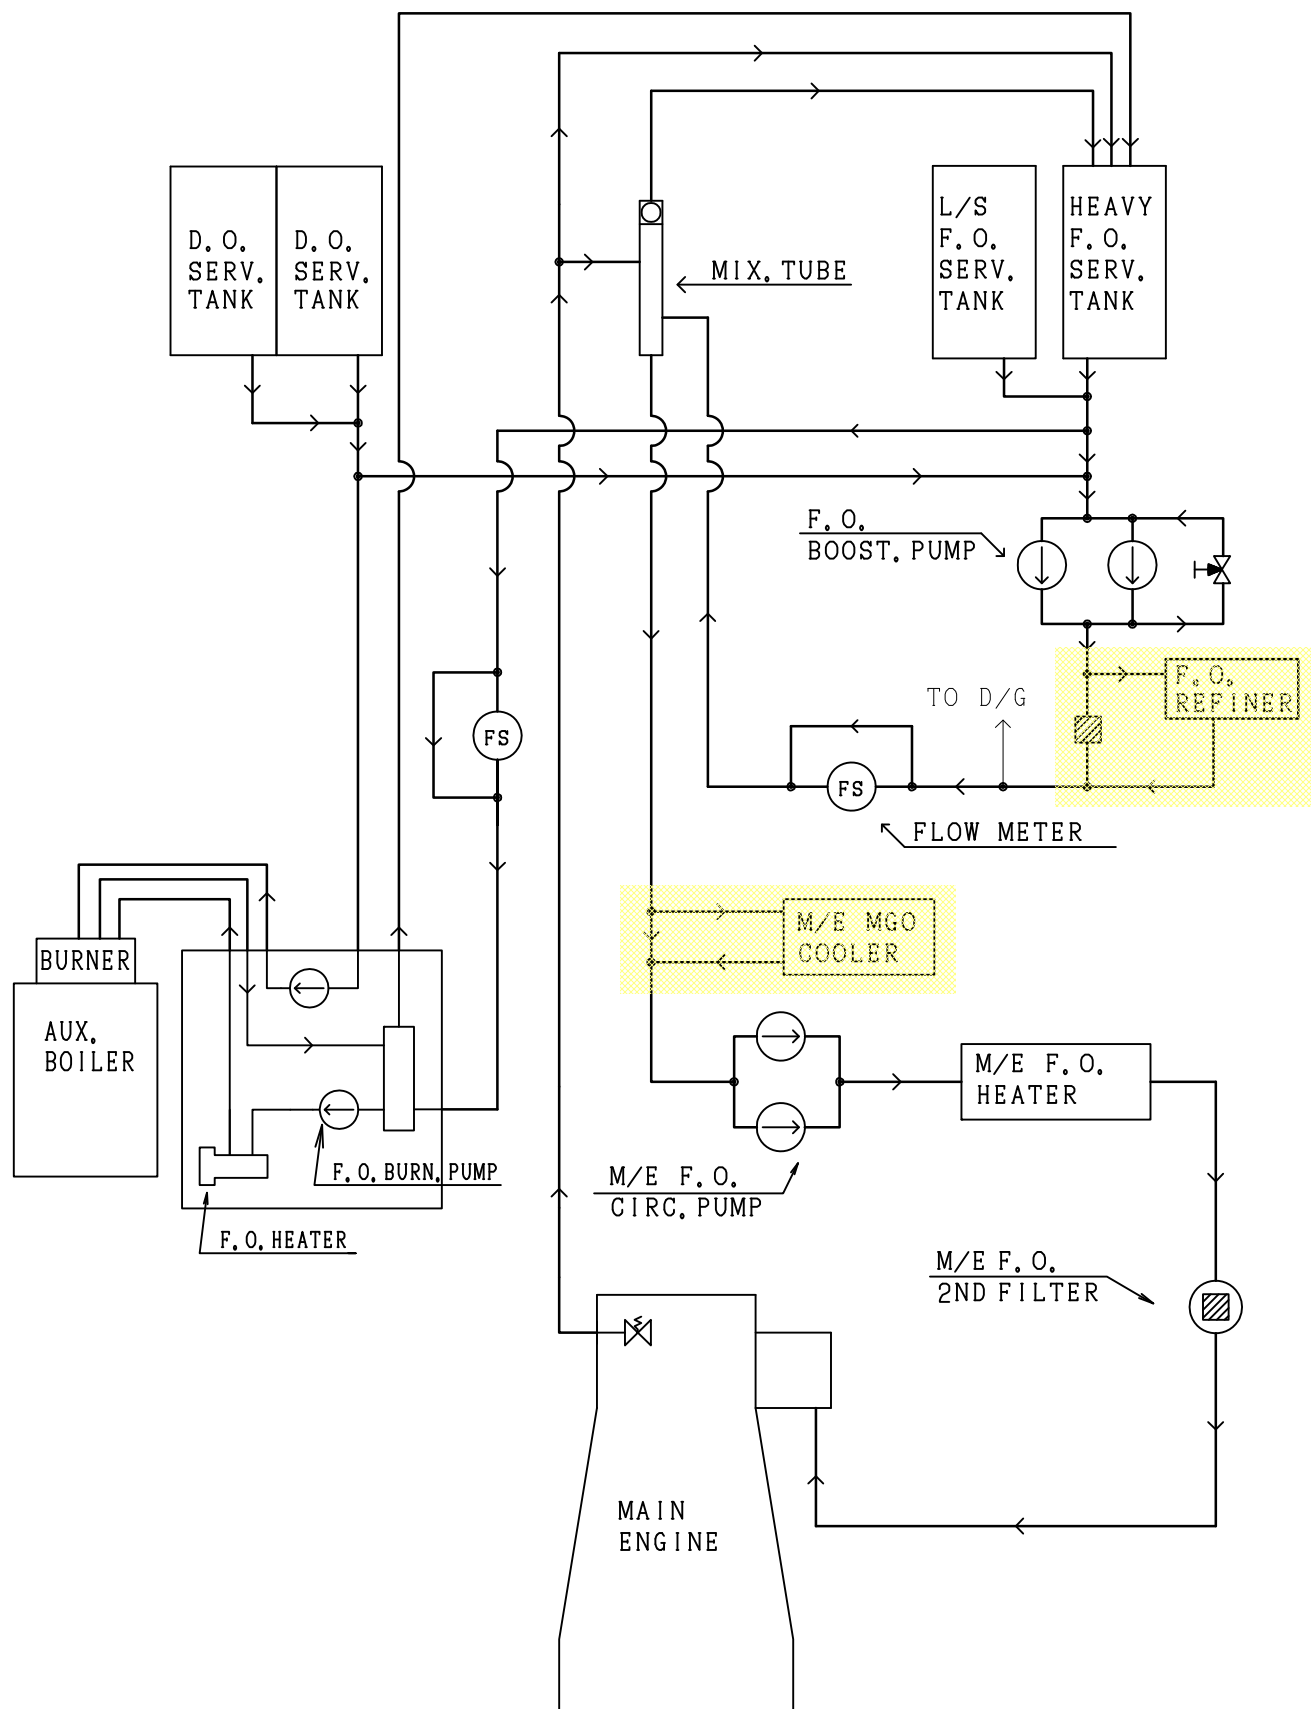 D.O.
SERV.
TANK
D.O.
SERV.
TANK
MIX. TUBE
L/S
F.O.
SERV.
TANK
HEAVY
F.O.
SERV.
TANK
F.O.
BOOST. PUMP
F.O.
REFINER
TO D/G
FS
FS
FLOW METER
M/E MGO
COOLER
BURNER
AUX.
BOILER
M/E F.O.
HEATER
F.O. BURN. PUMP
M/E F.O.
CIRC. PUMP
F.O. HEATER
M/E F.O.
2ND FILTER
MAIN
ENGINE